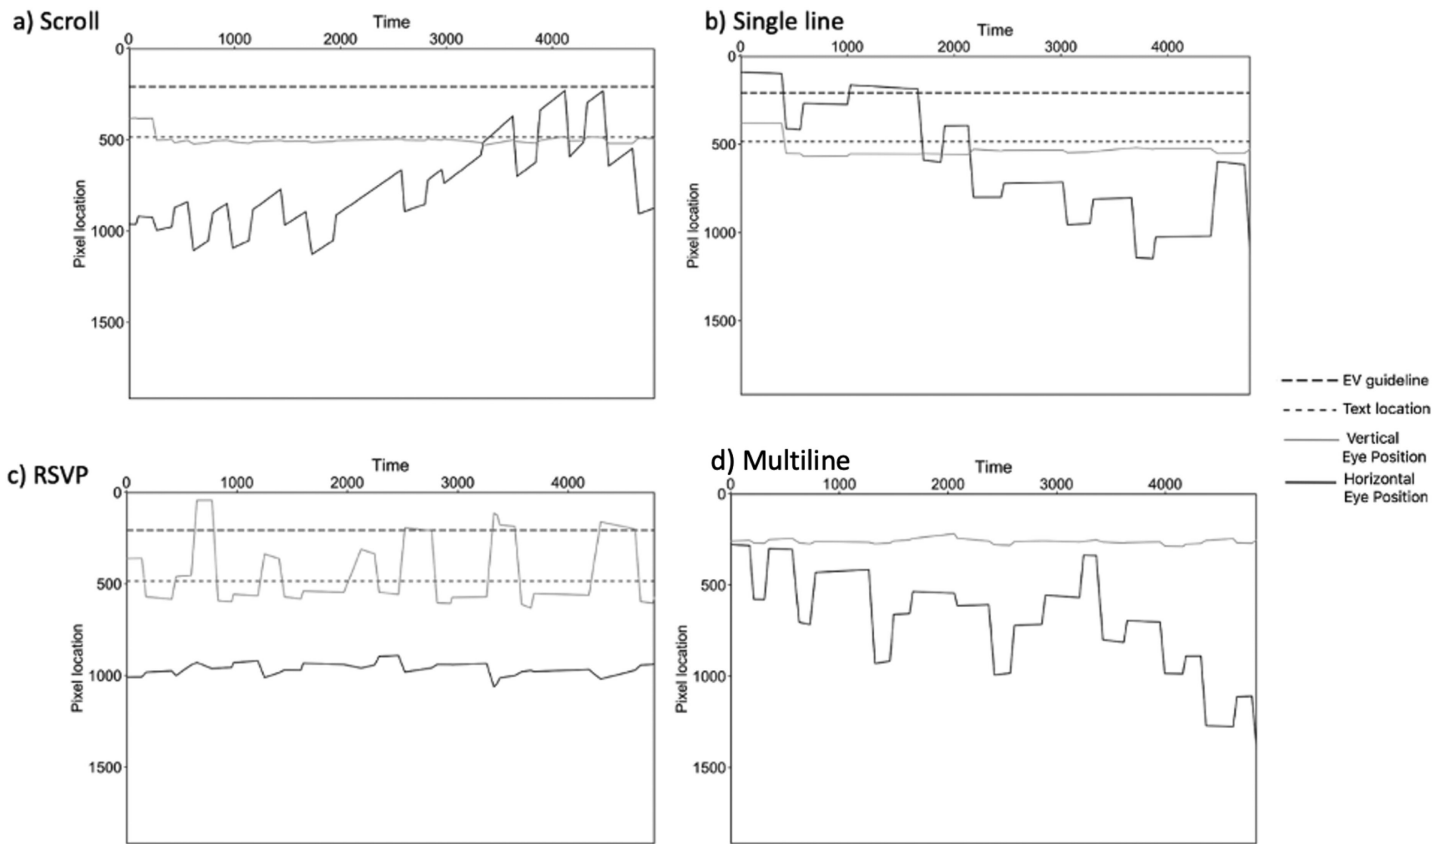 a) Scroll
Time
0 1000 2000 3000 4000
0
500
1000
1500
Pixel location
b) Single line
Time
0 1000 2000 3000 4000
0
500
1000
1500
Pixel location
EV guideline
Text location
Vertical
Eye Position
Horizontal
Eye Position
c) RSVP
Time
0 1000 2000 3000 4000
0
500
1000
1500
Pixel location
d) Multiline
Time
0 1000 2000 3000 4000
0
500
1000
1500
Pixel location